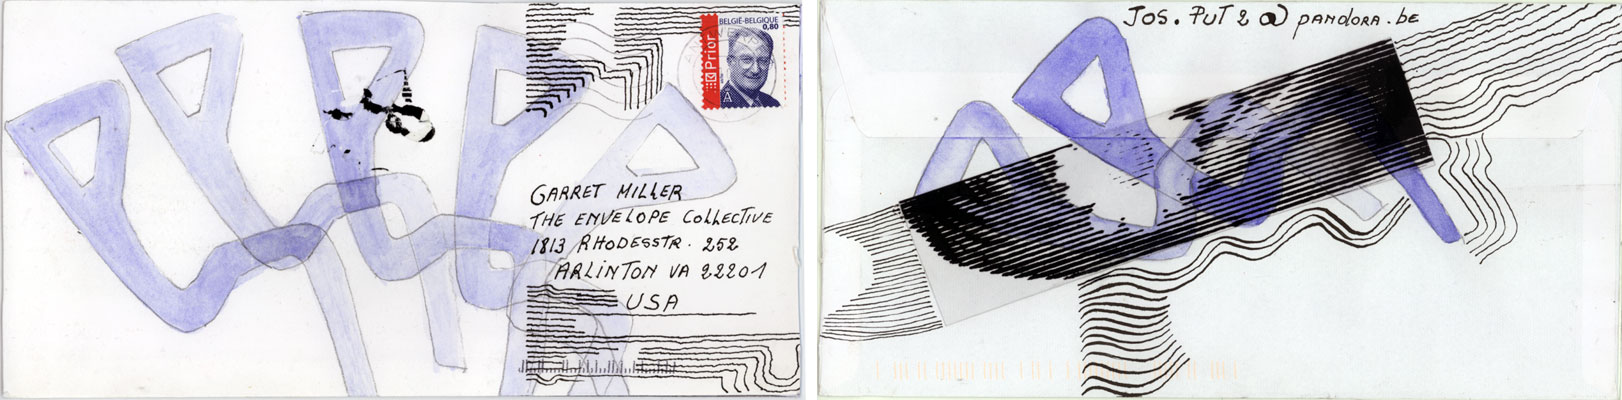 BELGIË-BELGIQUE
0,80
Prior
A
GARRET MILLER
THE ENVELOPE COLLECTIVE
1813 RHODESSTR. 252
ARLINTON VA 22201
USA
JOS. PUT 2 @ PANDORA.BE